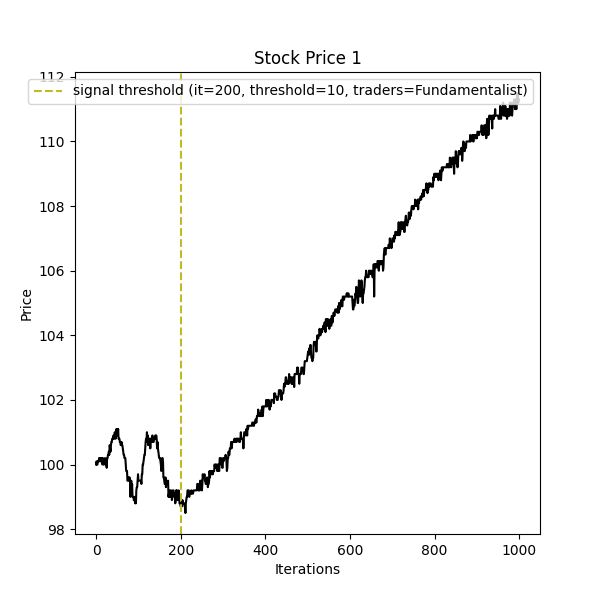 Stock Price 1
112
signal threshold (it=200, threshold=10, traders=Fundamentalist)
110
108
106
Price
104
102
100
98
0 200 400 600 800 1000
Iterations